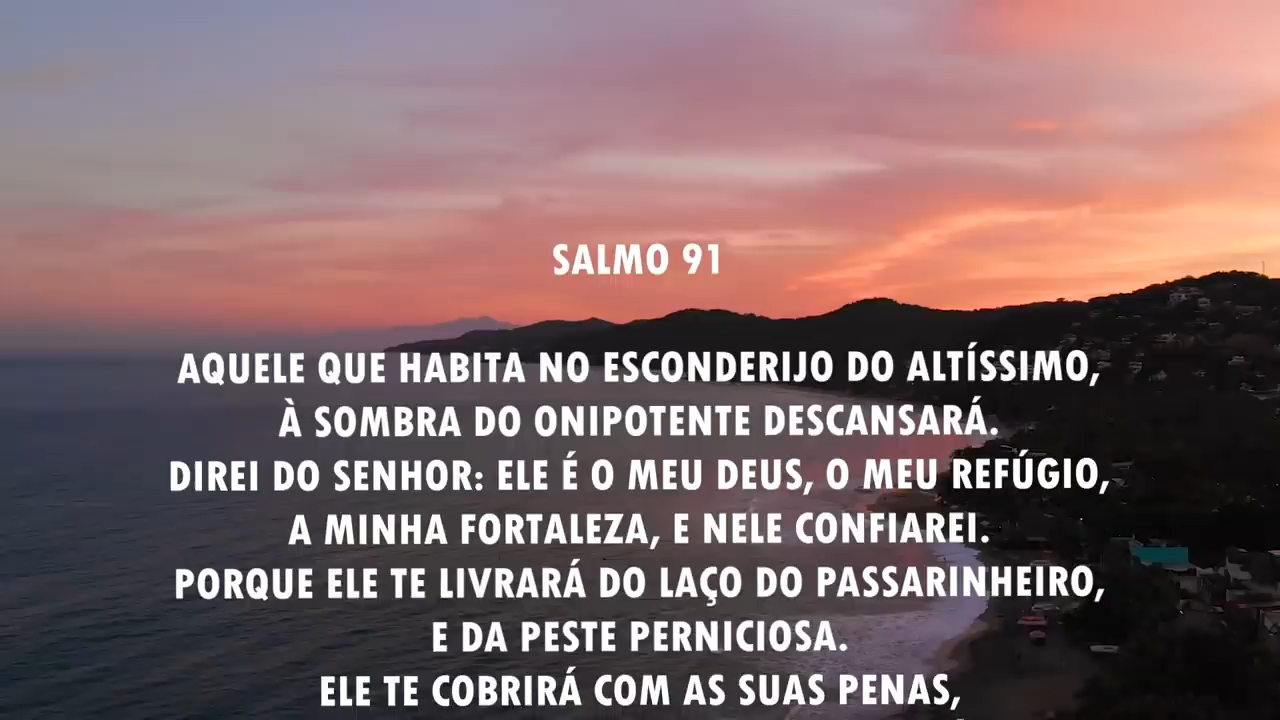 SALMO 91
AQUELE QUE HABITA NO ESCONDERIJO DO ALTÍSSIMO,
À SOMBRA DO ONIPOTENTE DESCANSARÁ.
DIREI DO SENHOR: ELE É O MEU DEUS, O MEU REFÚGIO,
A MINHA FORTALEZA, E NELE CONFIAREI.
PORQUE ELE TE LIVRARÁ DO LAÇO DO PASSARINHEIRO,
E DA PESTE PERNICIOSA.
ELE TE COBRIRÁ COM AS SUAS PENAS,